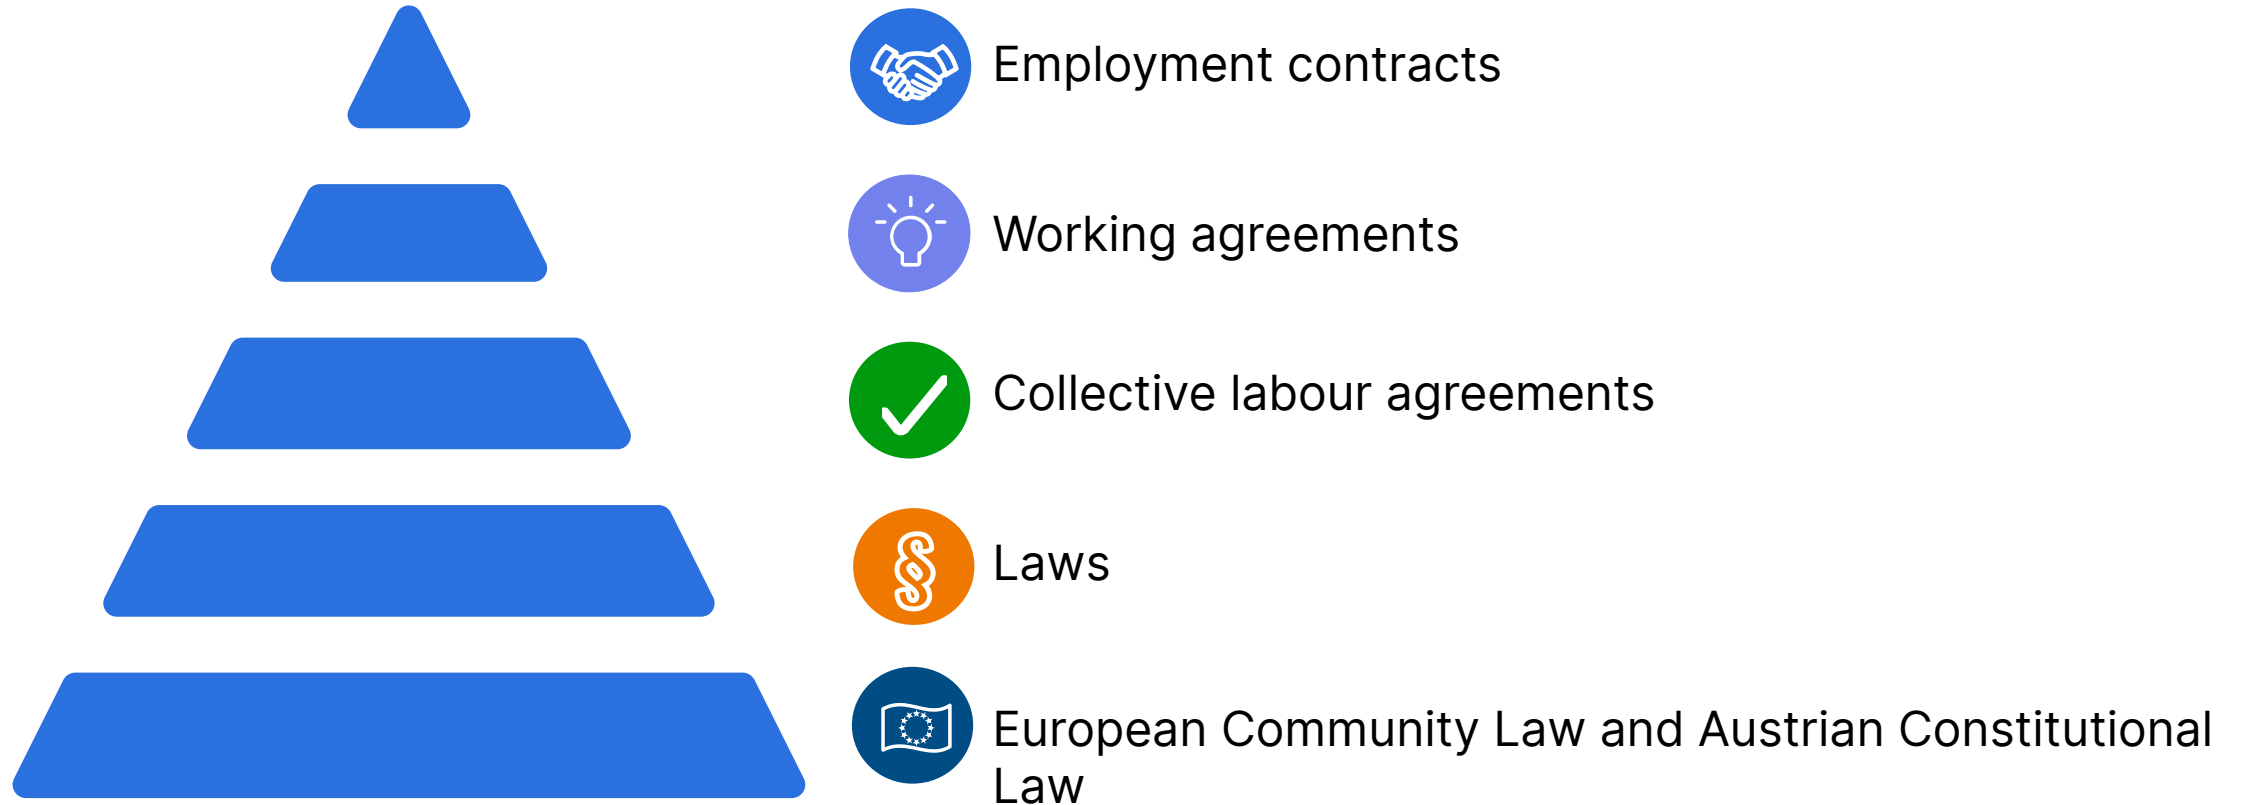 Employment contracts
Working agreements
Collective labour agreements
Laws
European Community Law and Austrian Constitutional
Law